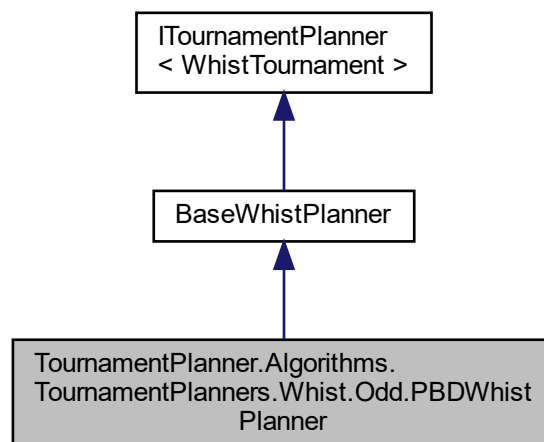 ITournamentPlanner
< WhistTournament >
BaseWhistPlanner
TournamentPlanner.Algorithms.
TournamentPlanners.Whist.Odd.PBDWhist
Planner